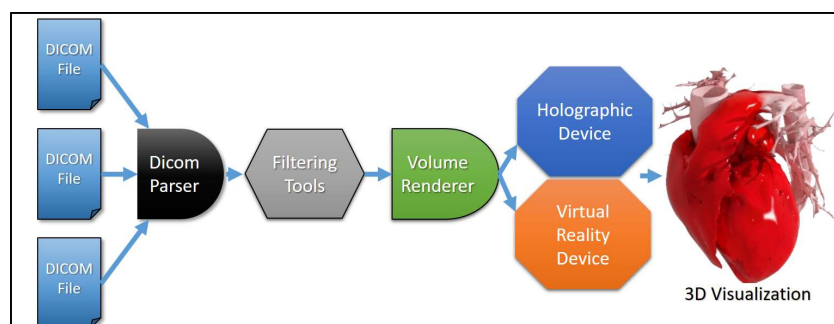 DICOM
File
DICOM
File
DICOM
File
Dicom
Parser
Filtering
Tools
Volume
Renderer
Holographic
Device
Virtual
Reality
Device
3D Visualization